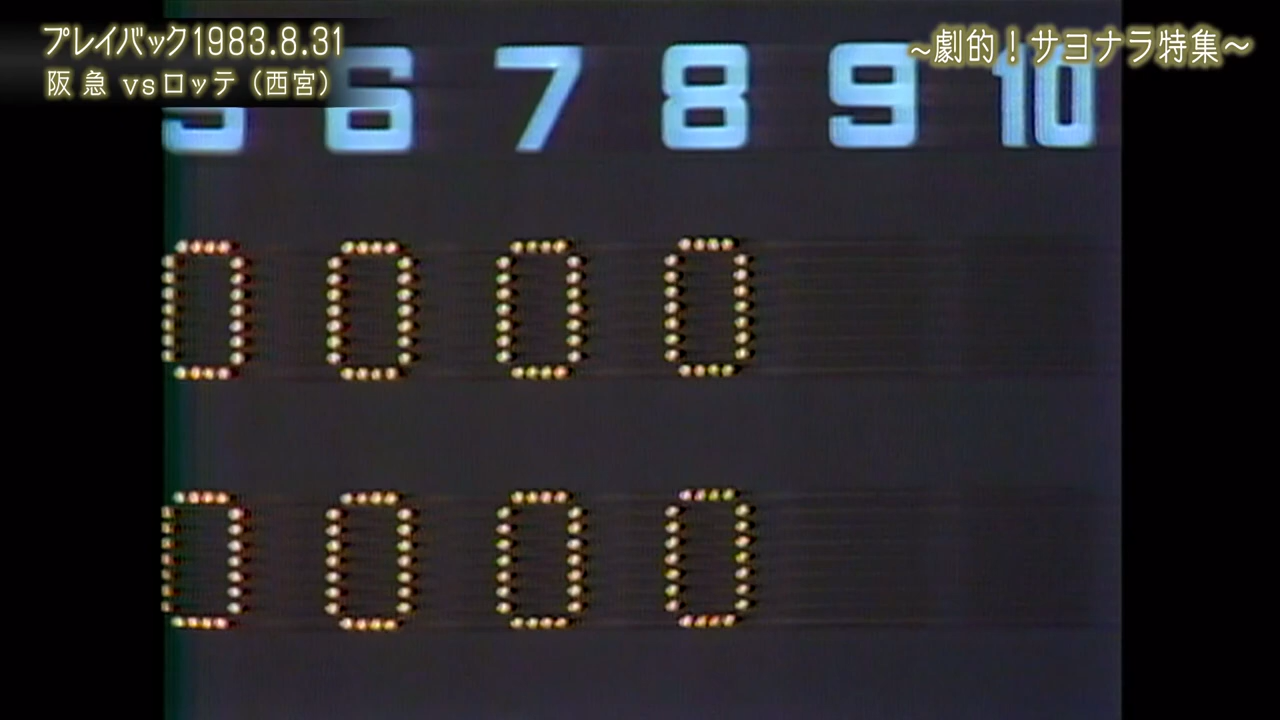 プレイバック1983.8.31
阪急 vsロッテ（西宮）
~劇的！サヨナラ特集~
5 6 7 8 9 10
0 0 0 0
0 0 0 0